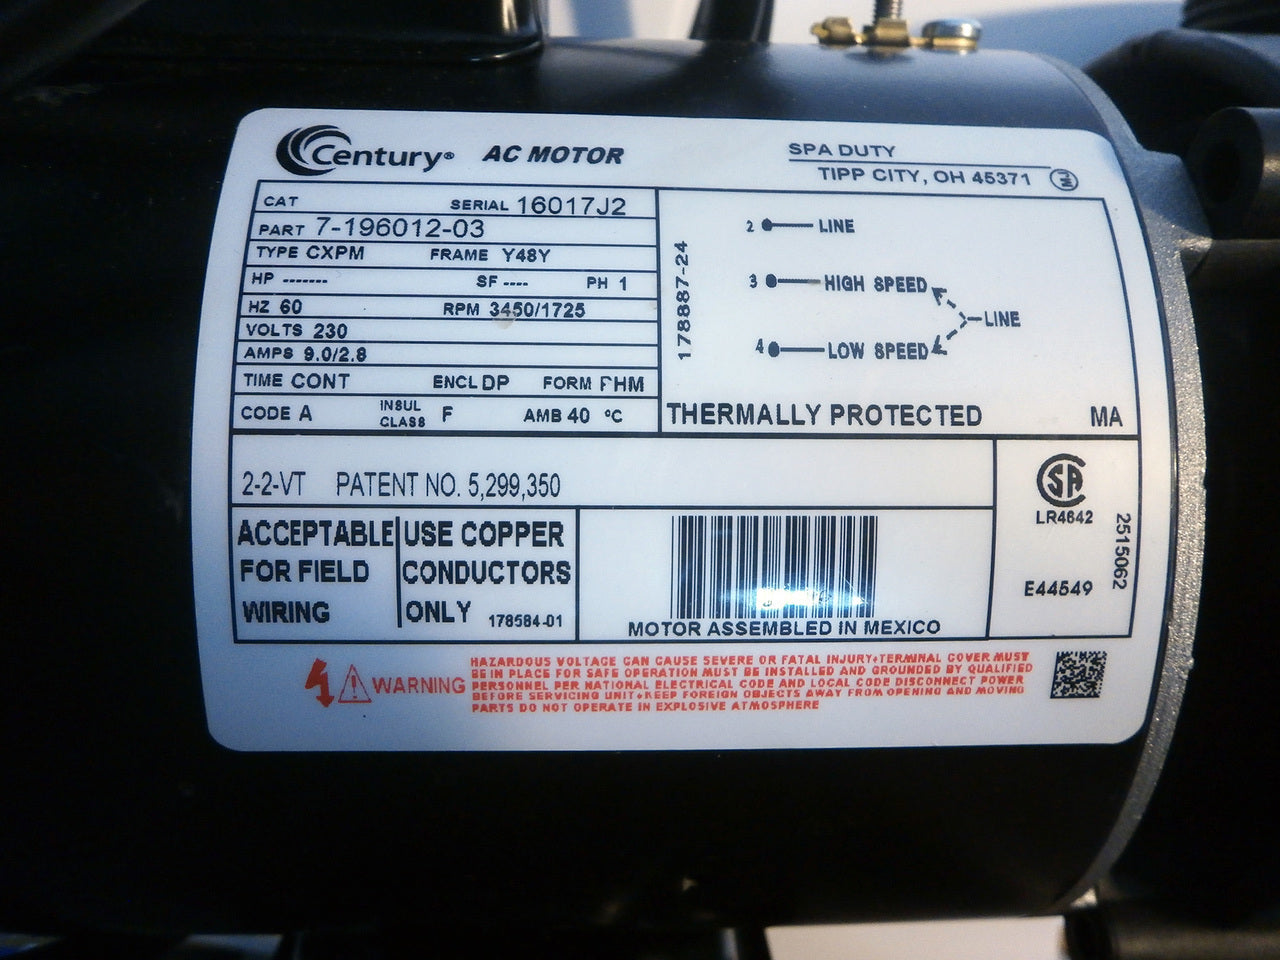 Century® AC MOTOR
SPA DUTY
TIPP CITY, OH 45371
CAT SERIAL 16017J2
PART 7-196012-03
TYPE CXPM FRAME Y48Y
HP ------- SF ---- PH 1
HZ 60 RPM 3450/1725
VOLTS 230
AMPS 9.0/2.8
TIME CONT ENCL DP FORM FHM
CODE A INSUL CLASS F AMB 40 °C
178887-24
2 LINE
3 HIGH SPEED
LINE
4 LOW SPEED
THERMALLY PROTECTED MA
2-2-VT PATENT NO. 5,299,350
ACCEPTABLE
FOR FIELD
WIRING
USE COPPER
CONDUCTORS
ONLY 178584-01
MOTOR ASSEMBLED IN MEXICO
SA
LR4642
E44549
2515062
WARNING
HAZARDOUS VOLTAGE CAN CAUSE SEVERE OR FATAL INJURY•TERMINAL COVER MUST
BE IN PLACE FOR SAFE OPERATION MUST BE INSTALLED AND GROUNDED BY QUALIFIED
PERSONNEL PER NATIONAL ELECTRICAL CODE AND LOCAL CODE DISCONNECT POWER
BEFORE SERVICING UNIT•KEEP FOREIGN OBJECTS AWAY FROM OPENING AND MOVING
PARTS DO NOT OPERATE IN EXPLOSIVE ATMOSPHERE